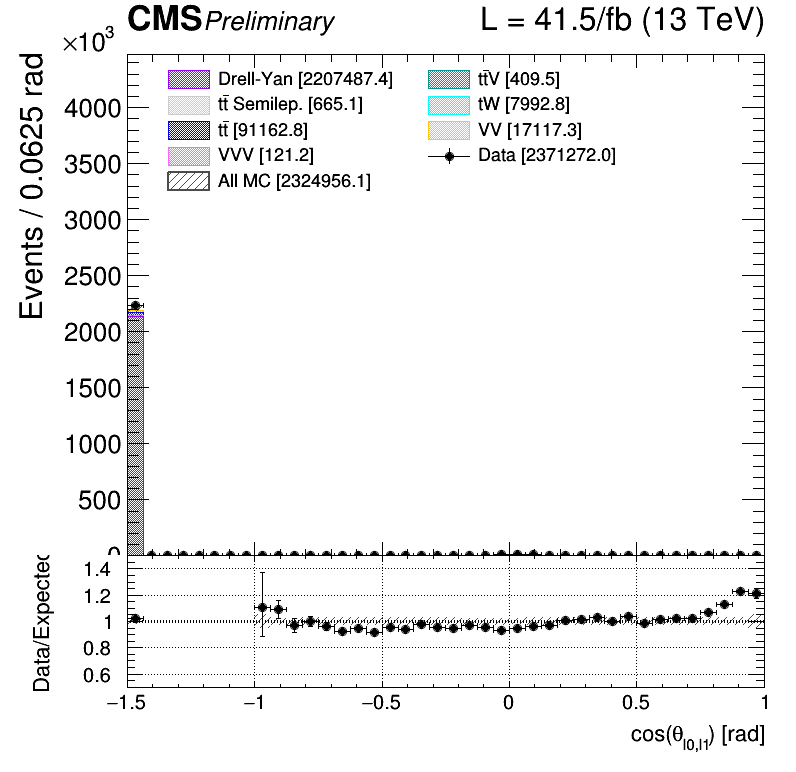 CMS Preliminary L = 41.5/fb (13 TeV)
×10³
Events / 0.0625 rad
Drell-Yan [2207487.4]
tt̄ Semilep. [665.1]
tt̄ [91162.8]
VVV [121.2]
All MC [2324956.1]
tt̄V [409.5]
tW [7992.8]
VV [17117.3]
Data [2371272.0]
4000
3500
3000
2500
2000
1500
1000
500
0
Data/Expected
1.4
1.2
1
0.8
0.6
−1.5 −1 −0.5 0 0.5 1
cos(θ_{l0,l1}) [rad]